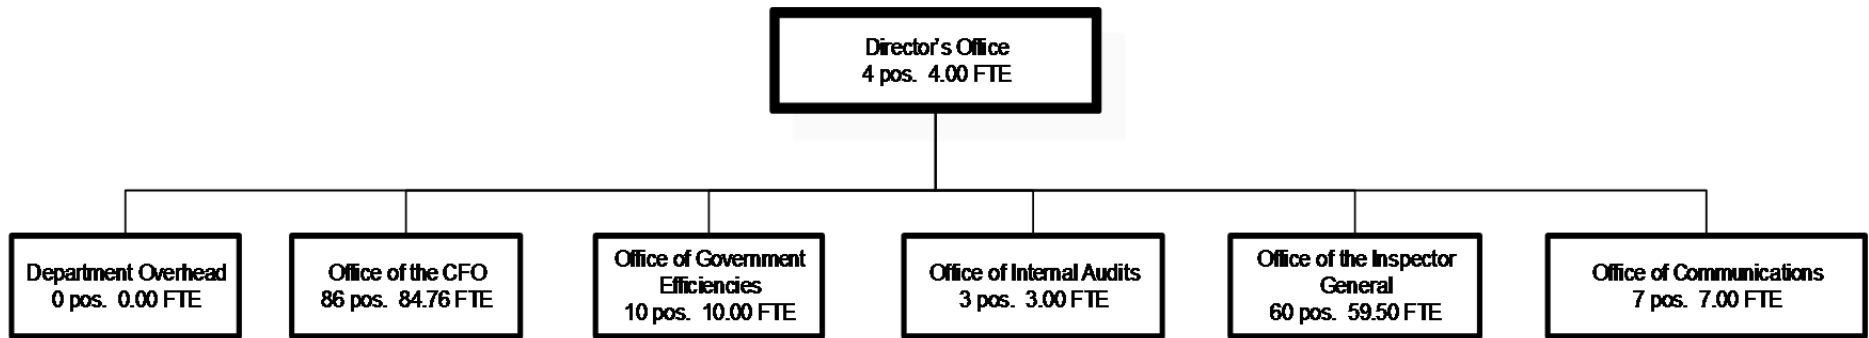 Director's Office
4 pos.  4.00 FTE
Department Overhead
0 pos.  0.00 FTE
Office of the CFO
86 pos.  84.76 FTE
Office of Government
Efficiencies
10 pos.  10.00 FTE
Office of Internal Audits
3 pos.  3.00 FTE
Office of the Inspector
General
60 pos.  59.50 FTE
Office of Communications
7 pos.  7.00 FTE